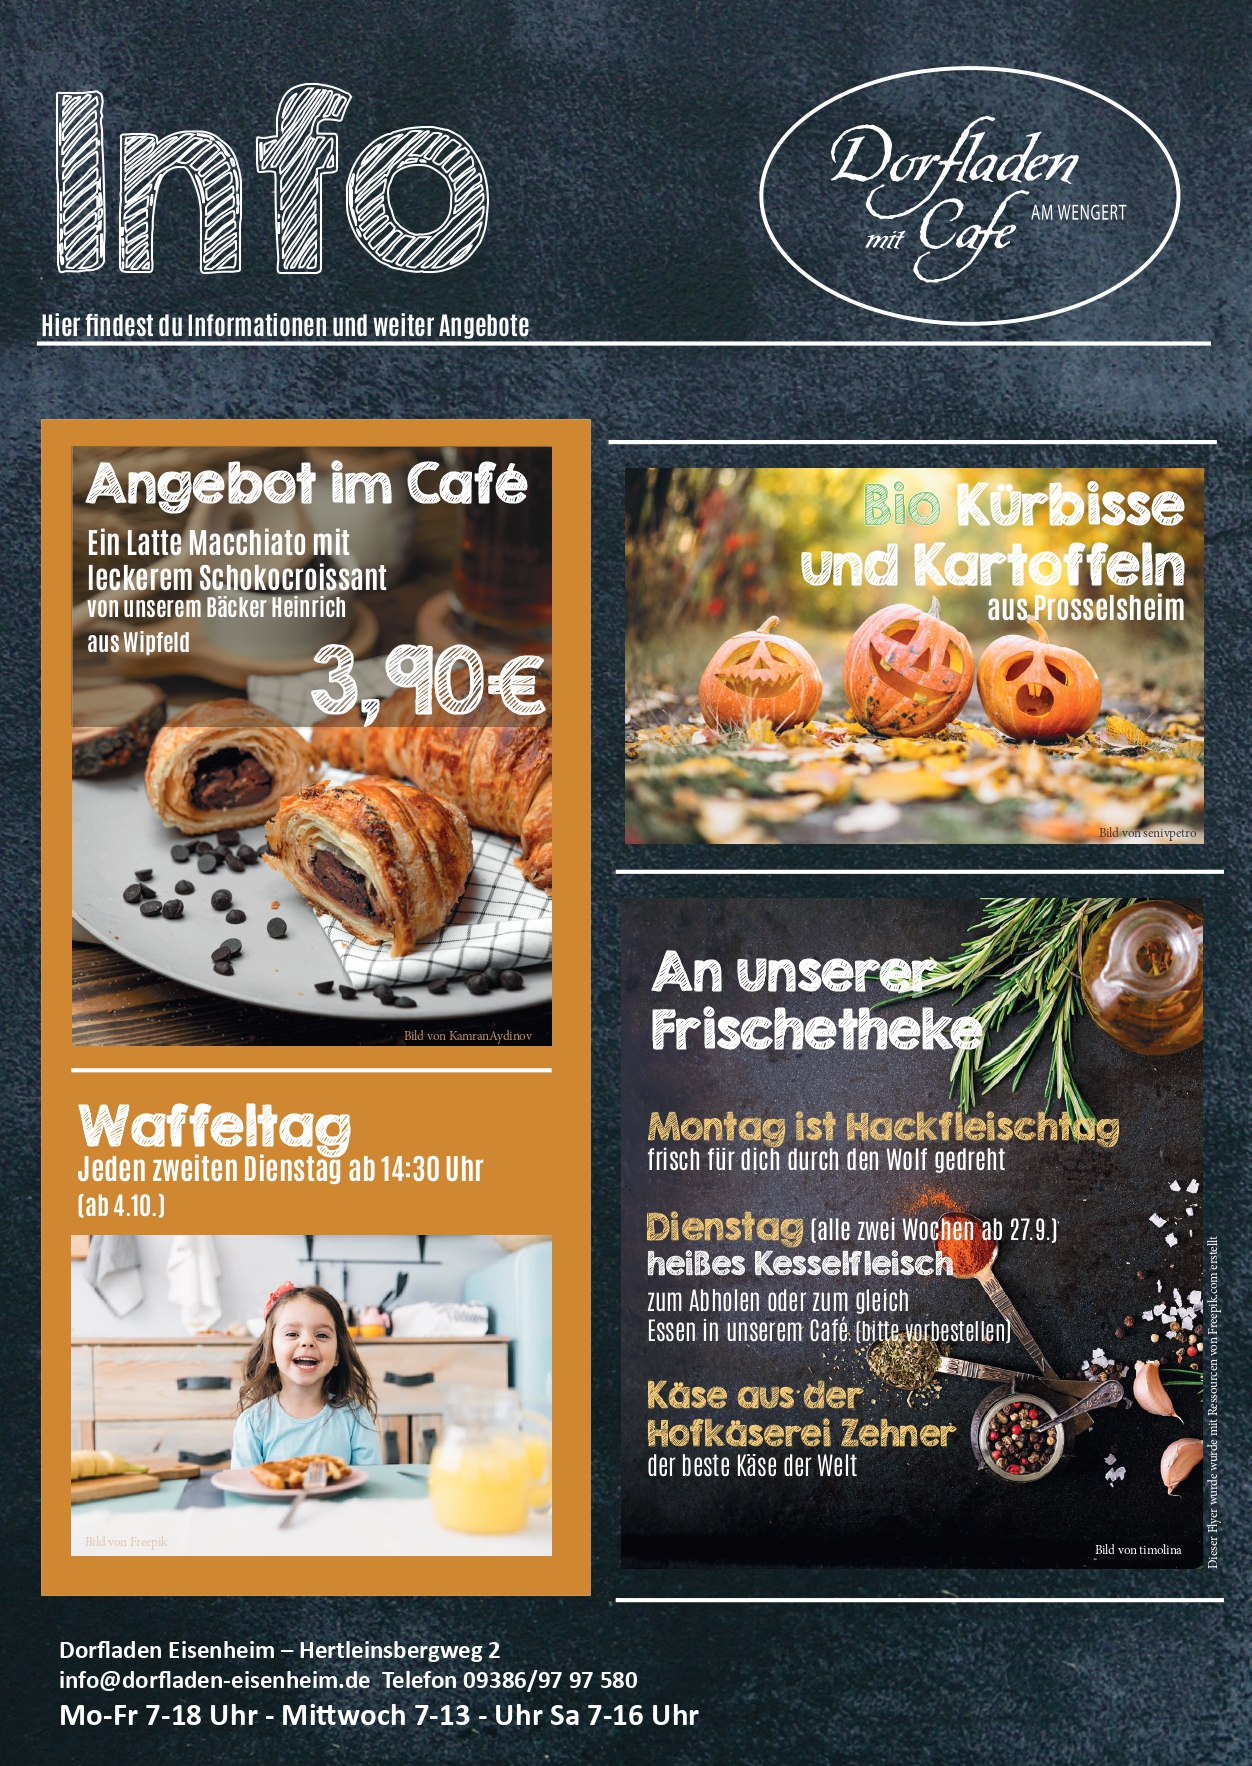 Info
Dorfladen
mit Cafe AM WENGERT
Hier findest du Informationen und weiter Angebote
Angebot im Café
Ein Latte Macchiato mit
leckerem Schokocroissant
von unserem Bäcker Heinrich
aus Wipfeld
3,90€
Bild von KamranAydinov
Waffeltag
Jeden zweiten Dienstag ab 14:30 Uhr
(ab 4.10.)
Bild von Freepik
Bio Kürbisse
und Kartoffeln
aus Prosselsheim
Bild von senivpetro
An unserer
Frischetheke
Montag ist Hackfleischtag
frisch für dich durch den Wolf gedreht
Dienstag (alle zwei Wochen ab 27.9.)
heißes Kesselfleisch
zum Abholen oder zum gleich
Essen in unserem Café (bitte vorbestellen)
Käse aus der
Hofkäserei Zehner
der beste Käse der Welt
Bild von timolina
Dieser Flyer wurde wurde mit Ressourcen von Freepik.com erstellt
Dorfladen Eisenheim – Hertleinsbergweg 2
info@dorfladen-eisenheim.de Telefon 09386/97 97 580
Mo-Fr 7-18 Uhr - Mittwoch 7-13 - Uhr Sa 7-16 Uhr